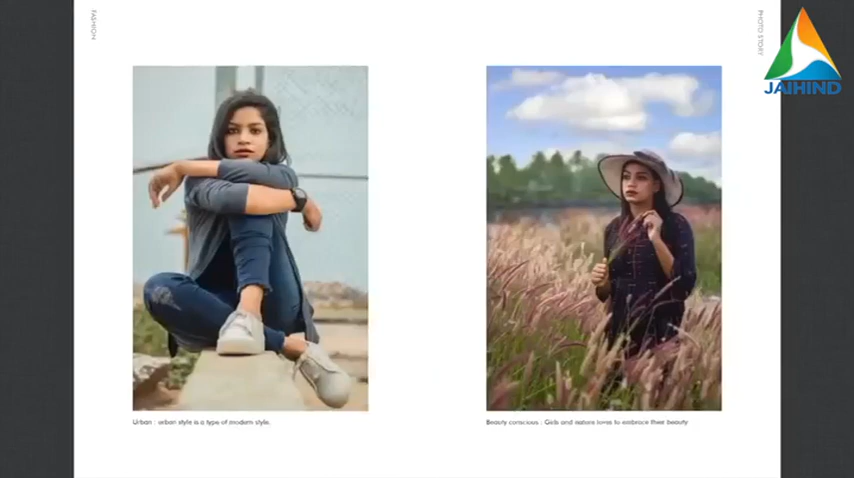 FASHION
PHOTO STORY
JAIHIND
Urban : urban style is a type of modern style.
Beauty conscious : Girls and nature loves to embrace their beauty